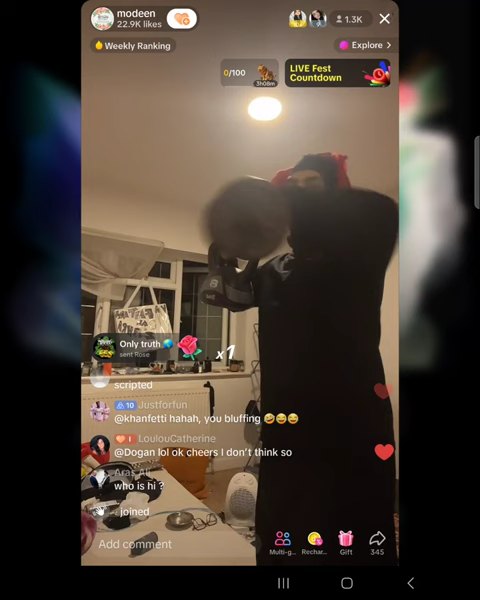 modeen
22.9K likes
1.3K
Weekly Ranking
Explore >
0/100
3h08m
LIVE Fest
Countdown
Only truth🌍
sent Rose
x1
scripted
10 Justforfun
@khanfetti hahah, you bluffing 🤣😂😂
1 LoulouCatherine
@Dogan lol ok cheers I don't think so
Aras Ali
who is hi ?
joined
Add comment
Multi-g...
Rechar...
Gift
345